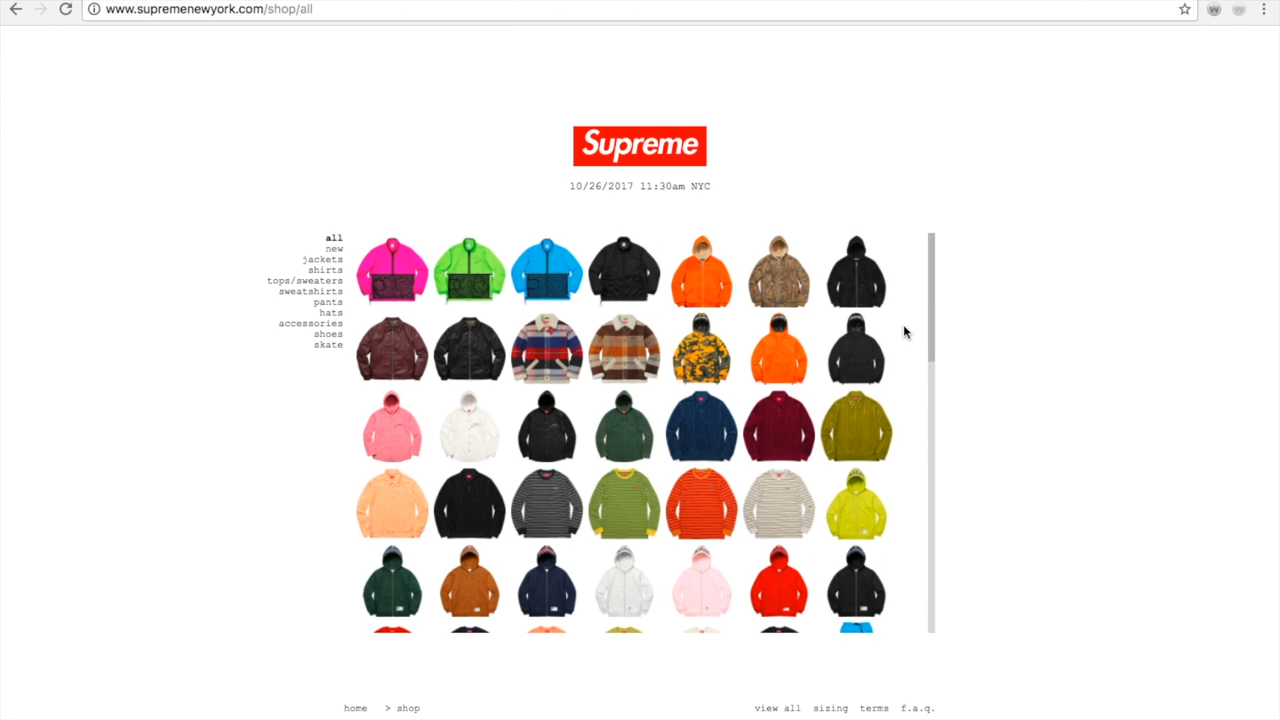 www.supremenewyork.com/shop/all
Supreme
10/26/2017 11:30am NYC
all
new
jackets
shirts
tops/sweaters
sweatshirts
pants
hats
accessories
shoes
skate
home > shop
view all sizing terms f.a.q.